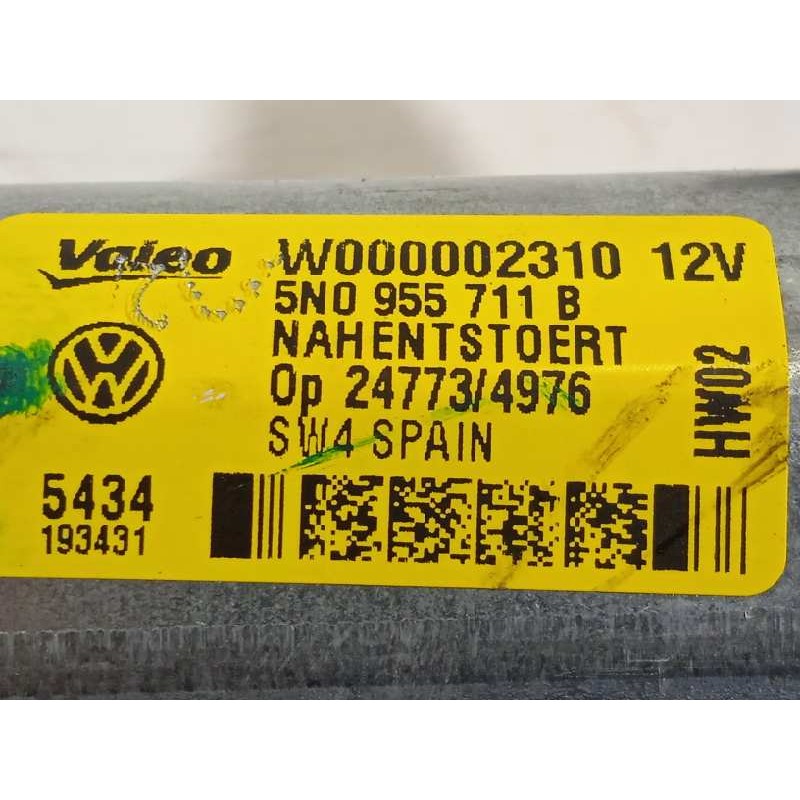 Valeo W000002310 12V
5N0 955 711 B
NAHENTSTOERT
Op 24773/4976
SW4 SPAIN
HW02
5434
193431